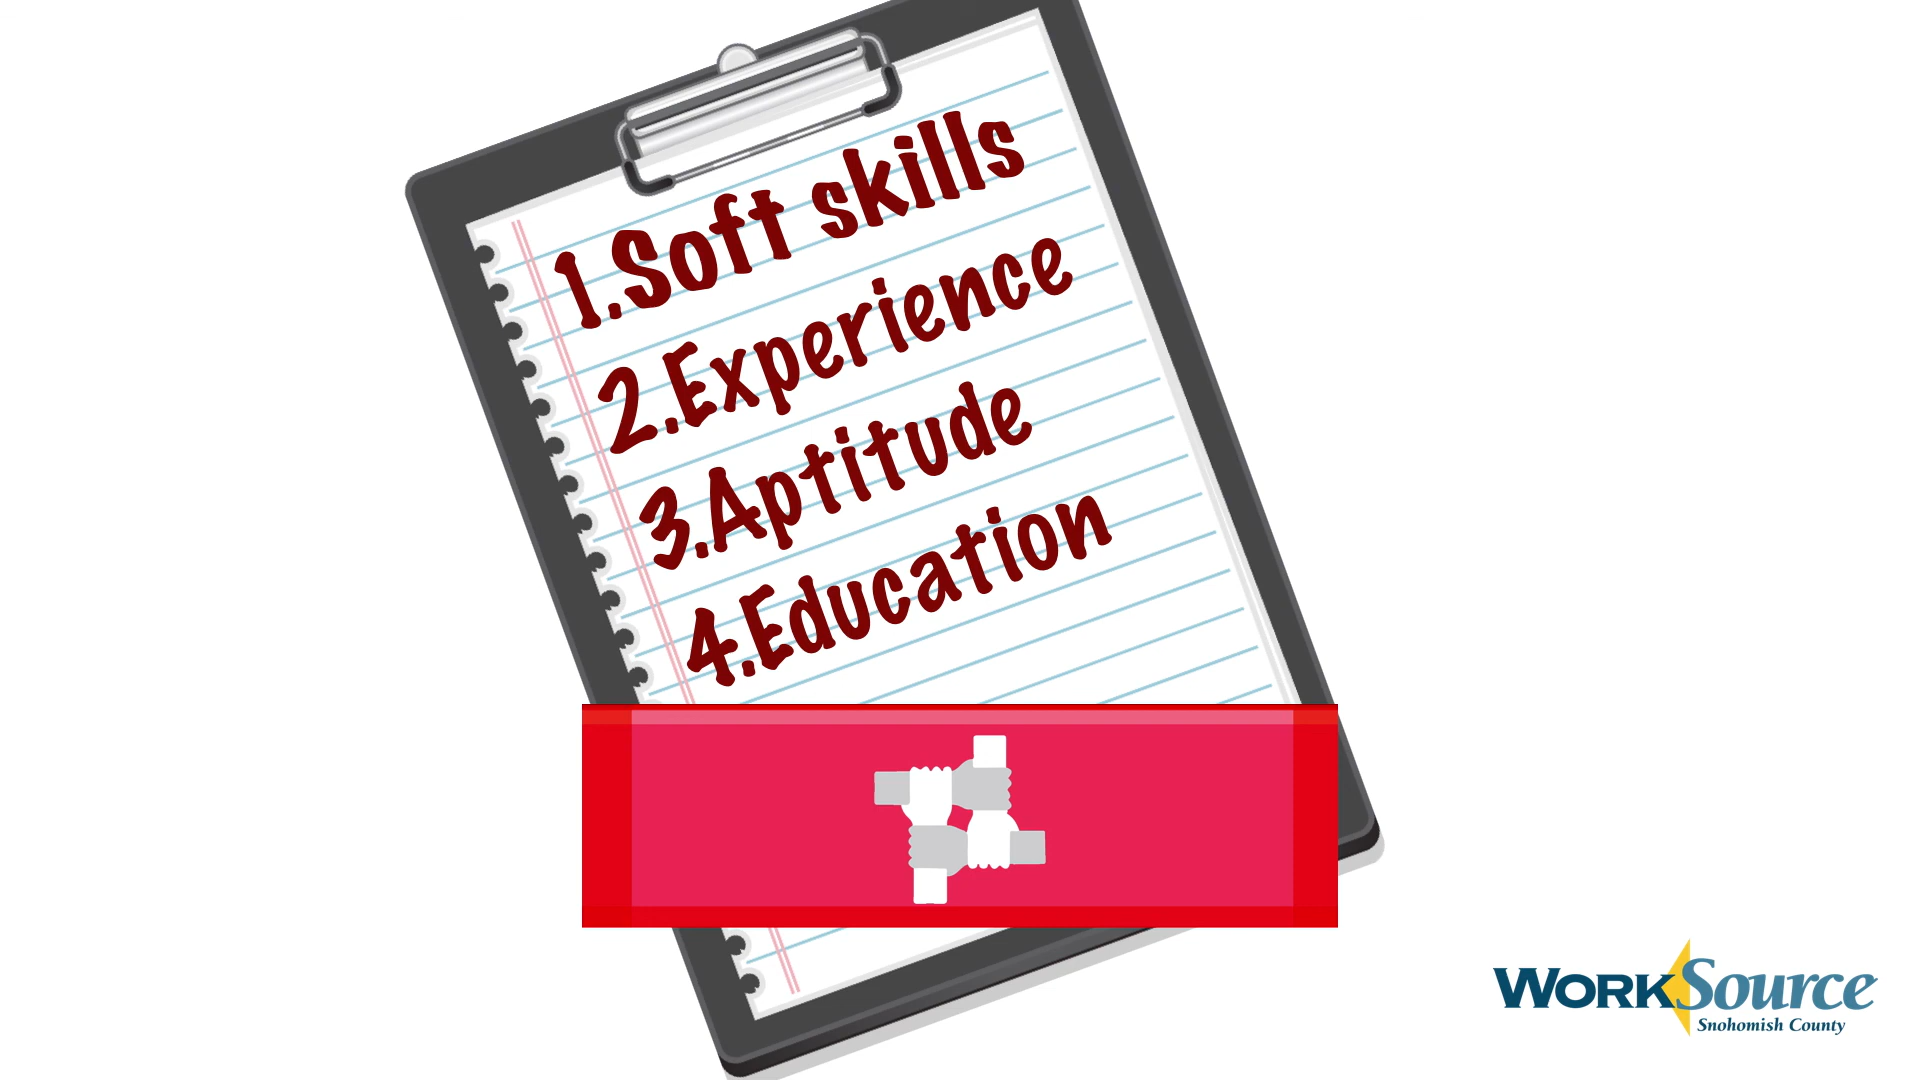 1.Soft skills
2.Experience
3.Aptitude
4.Education
WorkSource
Snohomish County